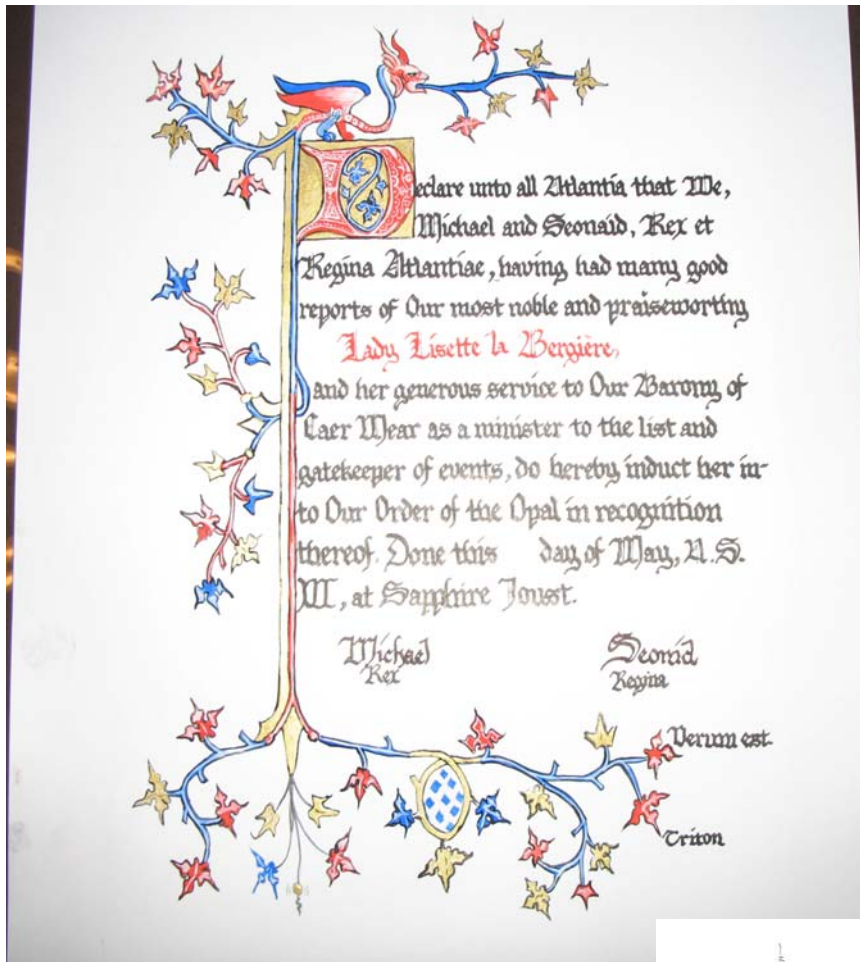 Declare unto all Atlantia that We,
Michael and Seonaid, Rex et
Regina Atlantiae, having had many good
reports of Our most noble and praiseworthy
Lady Lisette la Bergière,
and her generous service to Our Barony of
Caer Mear as a minister to the list and
gatekeeper of events, do hereby induct her in-
to Our Order of the Opal in recognition
thereof. Done this day of May, A.S.
, at Sapphire Joust.
Michael Seonid
Rex Regina
Verum est.
Triton